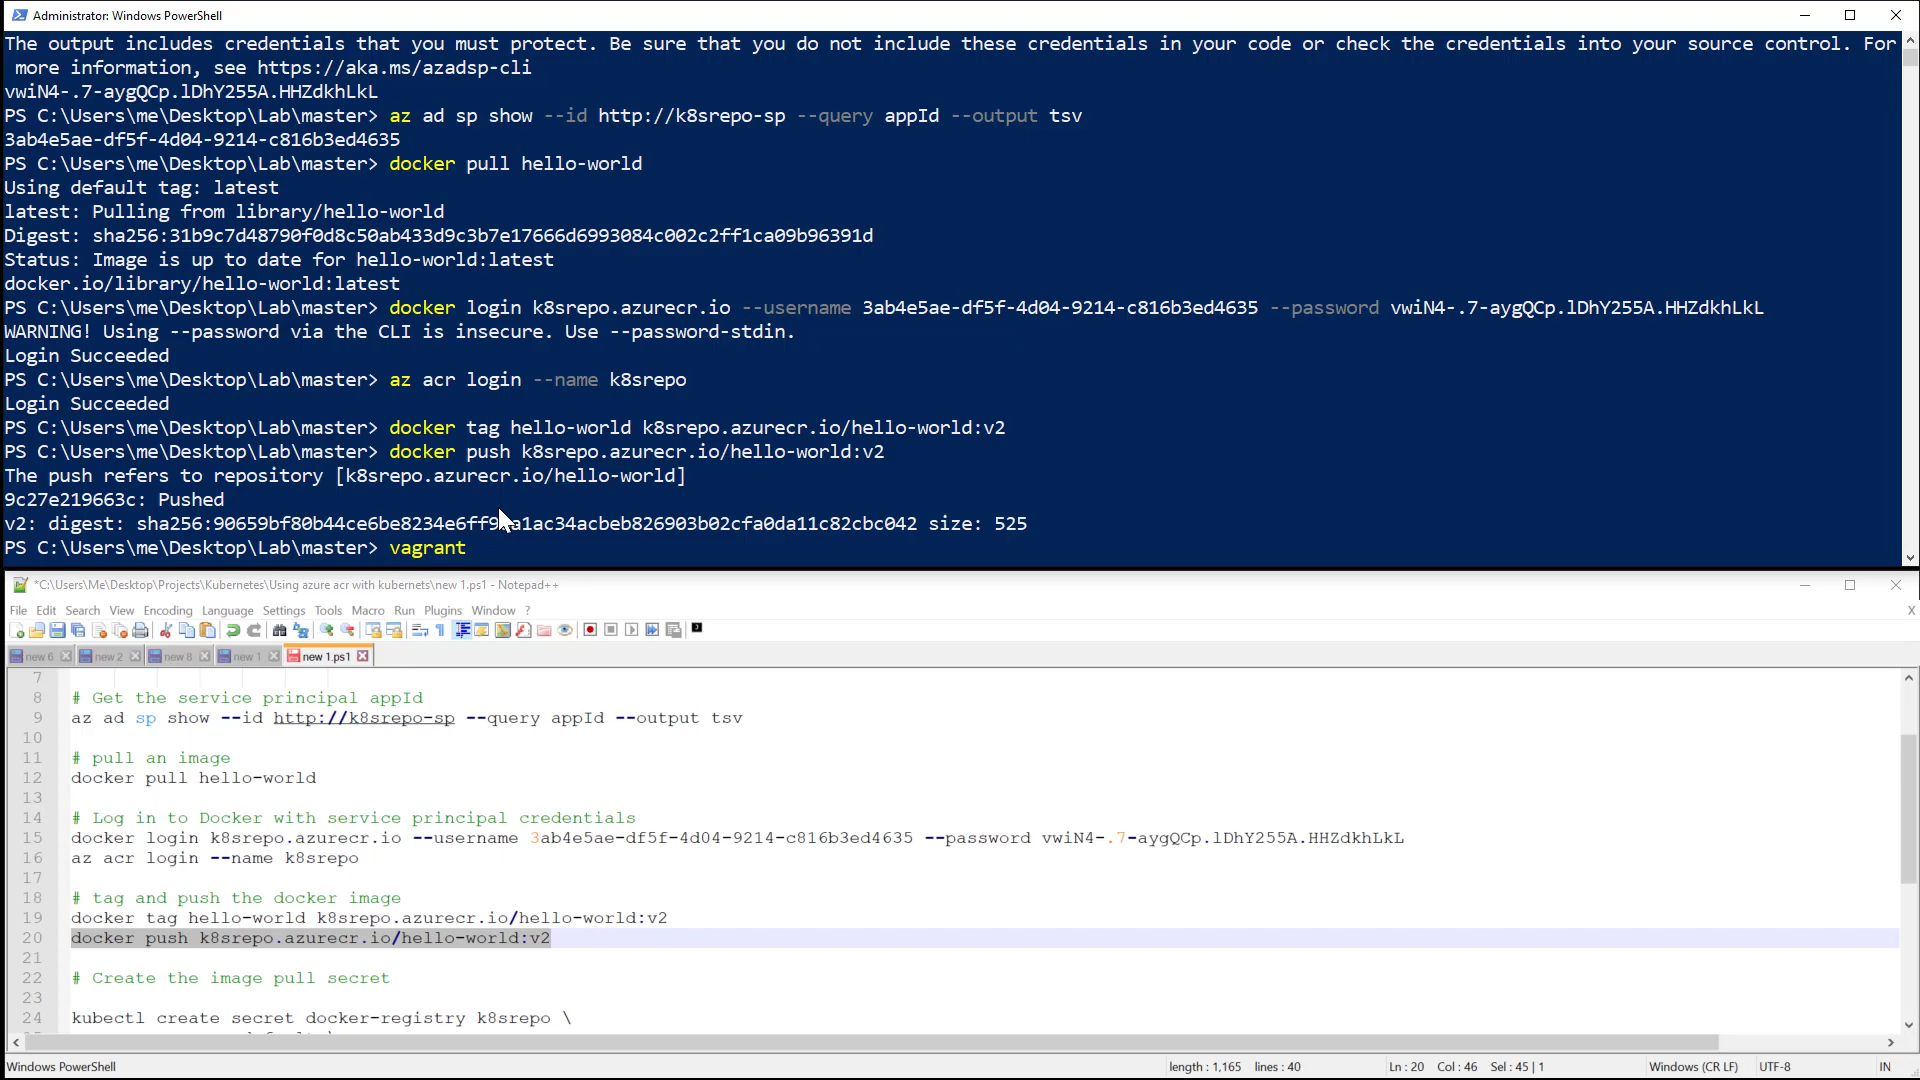 Administrator: Windows PowerShell
The output includes credentials that you must protect. Be sure that you do not include these credentials in your code or check the credentials into your source control. For
more information, see https://aka.ms/azadsp-cli
vwiN4-.7-aygQCp.lDhY255A.HHZdkhLkL
PS C:\Users\me\Desktop\Lab\master> az ad sp show --id http://k8srepo-sp --query appId --output tsv
3ab4e5ae-df5f-4d04-9214-c816b3ed4635
PS C:\Users\me\Desktop\Lab\master> docker pull hello-world
Using default tag: latest
latest: Pulling from library/hello-world
Digest: sha256:31b9c7d48790f0d8c50ab433d9c3b7e17666d6993084c002c2ff1ca09b96391d
Status: Image is up to date for hello-world:latest
docker.io/library/hello-world:latest
PS C:\Users\me\Desktop\Lab\master> docker login k8srepo.azurecr.io --username 3ab4e5ae-df5f-4d04-9214-c816b3ed4635 --password vwiN4-.7-aygQCp.lDhY255A.HHZdkhLkL
WARNING! Using --password via the CLI is insecure. Use --password-stdin.
Login Succeeded
PS C:\Users\me\Desktop\Lab\master> az acr login --name k8srepo
Login Succeeded
PS C:\Users\me\Desktop\Lab\master> docker tag hello-world k8srepo.azurecr.io/hello-world:v2
PS C:\Users\me\Desktop\Lab\master> docker push k8srepo.azurecr.io/hello-world:v2
The push refers to repository [k8srepo.azurecr.io/hello-world]
9c27e219663c: Pushed
v2: digest: size: 525
PS C:\Users\me\Desktop\Lab\master> vagrant
*C:\Users\Me\Desktop\Projects\Kubernetes\Using azure acr with kubernets\new 1.ps1 - Notepad++
File Edit Search View Encoding Language Settings Tools Macro Run Plugins Window ? X
new 6 new 2 new 8 new 1 new 1.ps1
7
8 # Get the service principal appId
9 az ad sp show --id http://k8srepo-sp --query appId --output tsv
10
11 # pull an image
12 docker pull hello-world
13
14 # Log in to Docker with service principal credentials
15 docker login k8srepo.azurecr.io --username 3ab4e5ae-df5f-4d04-9214-c816b3ed4635 --password vwiN4-.7-aygQCp.lDhY255A.HHZdkhLkL
16 az acr login --name k8srepo
17
18 # tag and push the docker image
19 docker tag hello-world k8srepo.azurecr.io/hello-world:v2
20 docker push k8srepo.azurecr.io/hello-world:v2
21
22 # Create the image pull secret
23
24 kubectl create secret docker-registry k8srepo \
Windows PowerShell length : 1,165 lines : 40 Ln : 20 Col : 46 Sel : 45 | 1 Windows (CR LF) UTF-8 IN